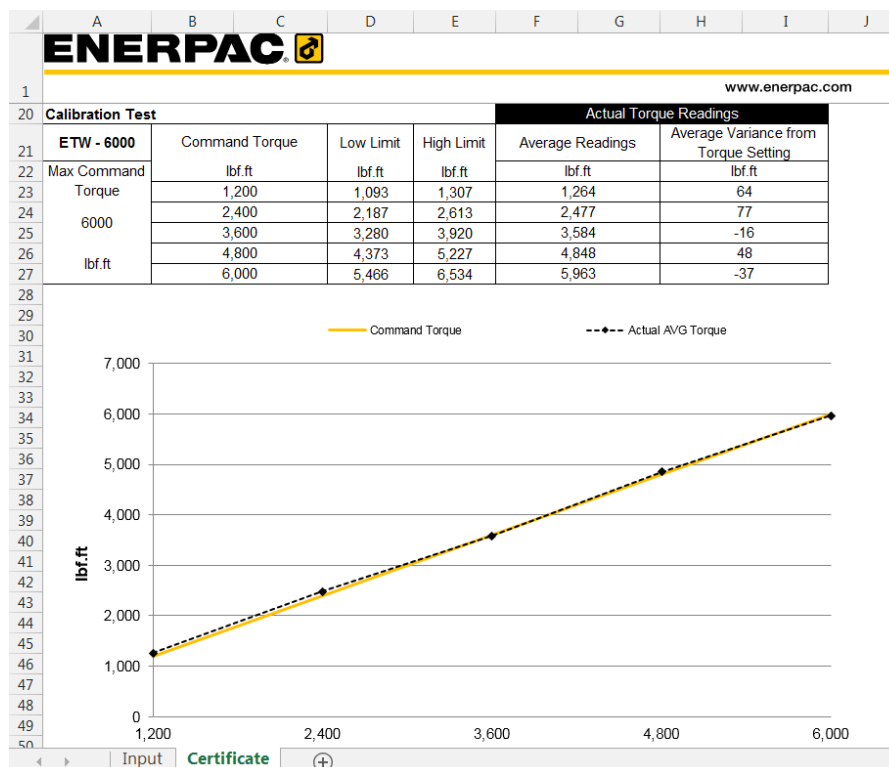 A B C D E F G H I J
ENERPAC®
1 www.enerpac.com
20 Calibration Test Actual Torque Readings
21 ETW - 6000 Command Torque Low Limit High Limit Average Readings Average Variance from Torque Setting
22 Max Command lbf.ft lbf.ft lbf.ft lbf.ft lbf.ft
23 Torque 1,200 1,093 1,307 1,264 64
24 2,400 2,187 2,613 2,477 77
6000
25 3,600 3,280 3,920 3,584 -16
26 4,800 4,373 5,227 4,848 48
lbf.ft
27 6,000 5,466 6,534 5,963 -37
28
29
30 Command Torque Actual AVG Torque
31
32 7,000
33
34 6,000
35
36 5,000
37
38
39 4,000
40
41 lbf.ft 3,000
42
43 2,000
44
45
46 1,000
47
48
49 0
50 1,200 2,400 3,600 4,800 6,000
Input Certificate